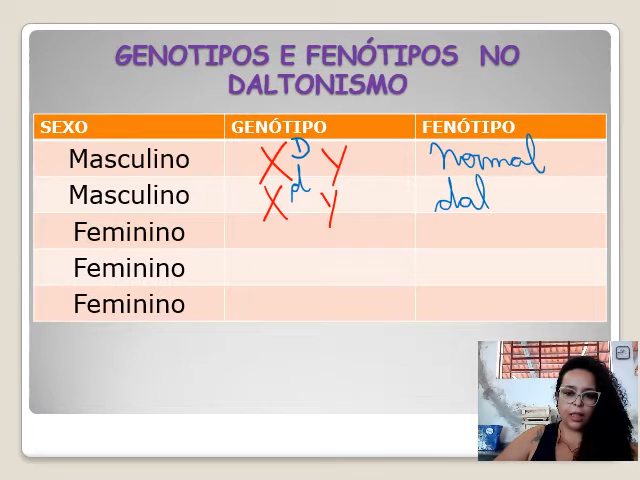 GENOTIPOS E FENÓTIPOS NO
DALTONISMO
SEXO GENÓTIPO FENÓTIPO
Masculino X^D Y Normal
Masculino X^d Y dal
Feminino
Feminino
Feminino